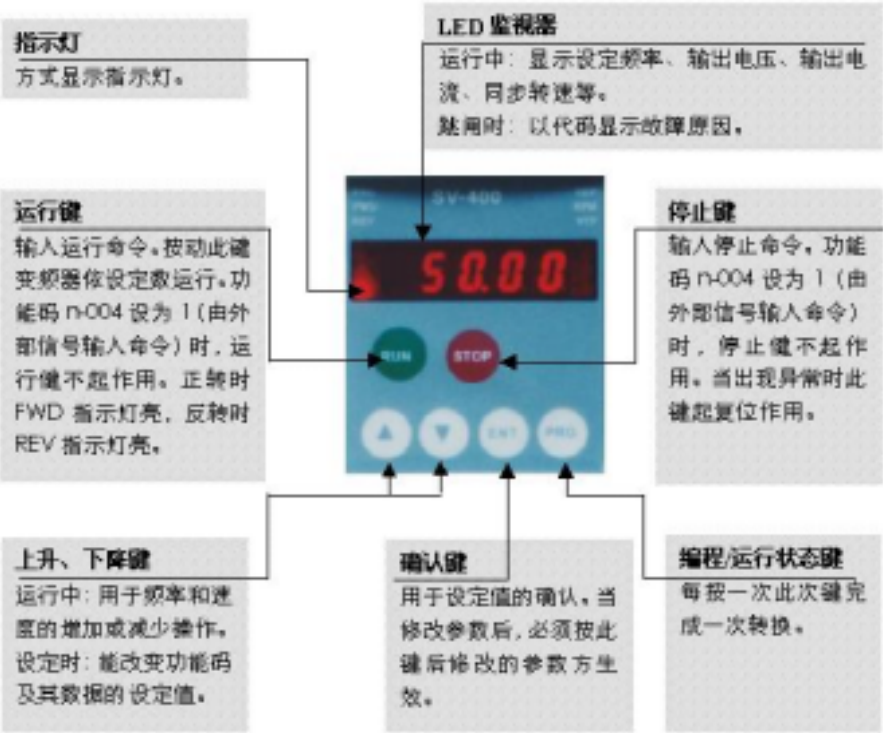 指示灯
方式显示指示灯。
LED 监视器
运行中：显示设定频率、输出电压、输出电
流、同步转速等。
跳闸时：以代码显示故障原因。
运行键
输入运行命令。按动此键
变频器依设定数运行。功
能码 n-004 设为 1(由外
部信号输入命令)时，运
行健不起作用。正转时
FWD 指示灯亮，反转时
REV 指示灯亮。
SV-400
FWD
REV
50.00
RUN
STOP
ENT
PRG
停止键
输入停止命令。功能
码 n-004 设为 1 (由
外部信号输入命令)
时，停止健不起作
用。当出现异常时此
键起复位作用。
上升、下降键
运行中：用于频率和速
度的增加或减少操作。
设定时：能改变功能码
及其数据的设定值。
确认键
用于设定值的确认。当
修改参数后，必须按此
键后修改的参数方生
效。
编程/运行状态键
每按一次此次键完
成一次转换。